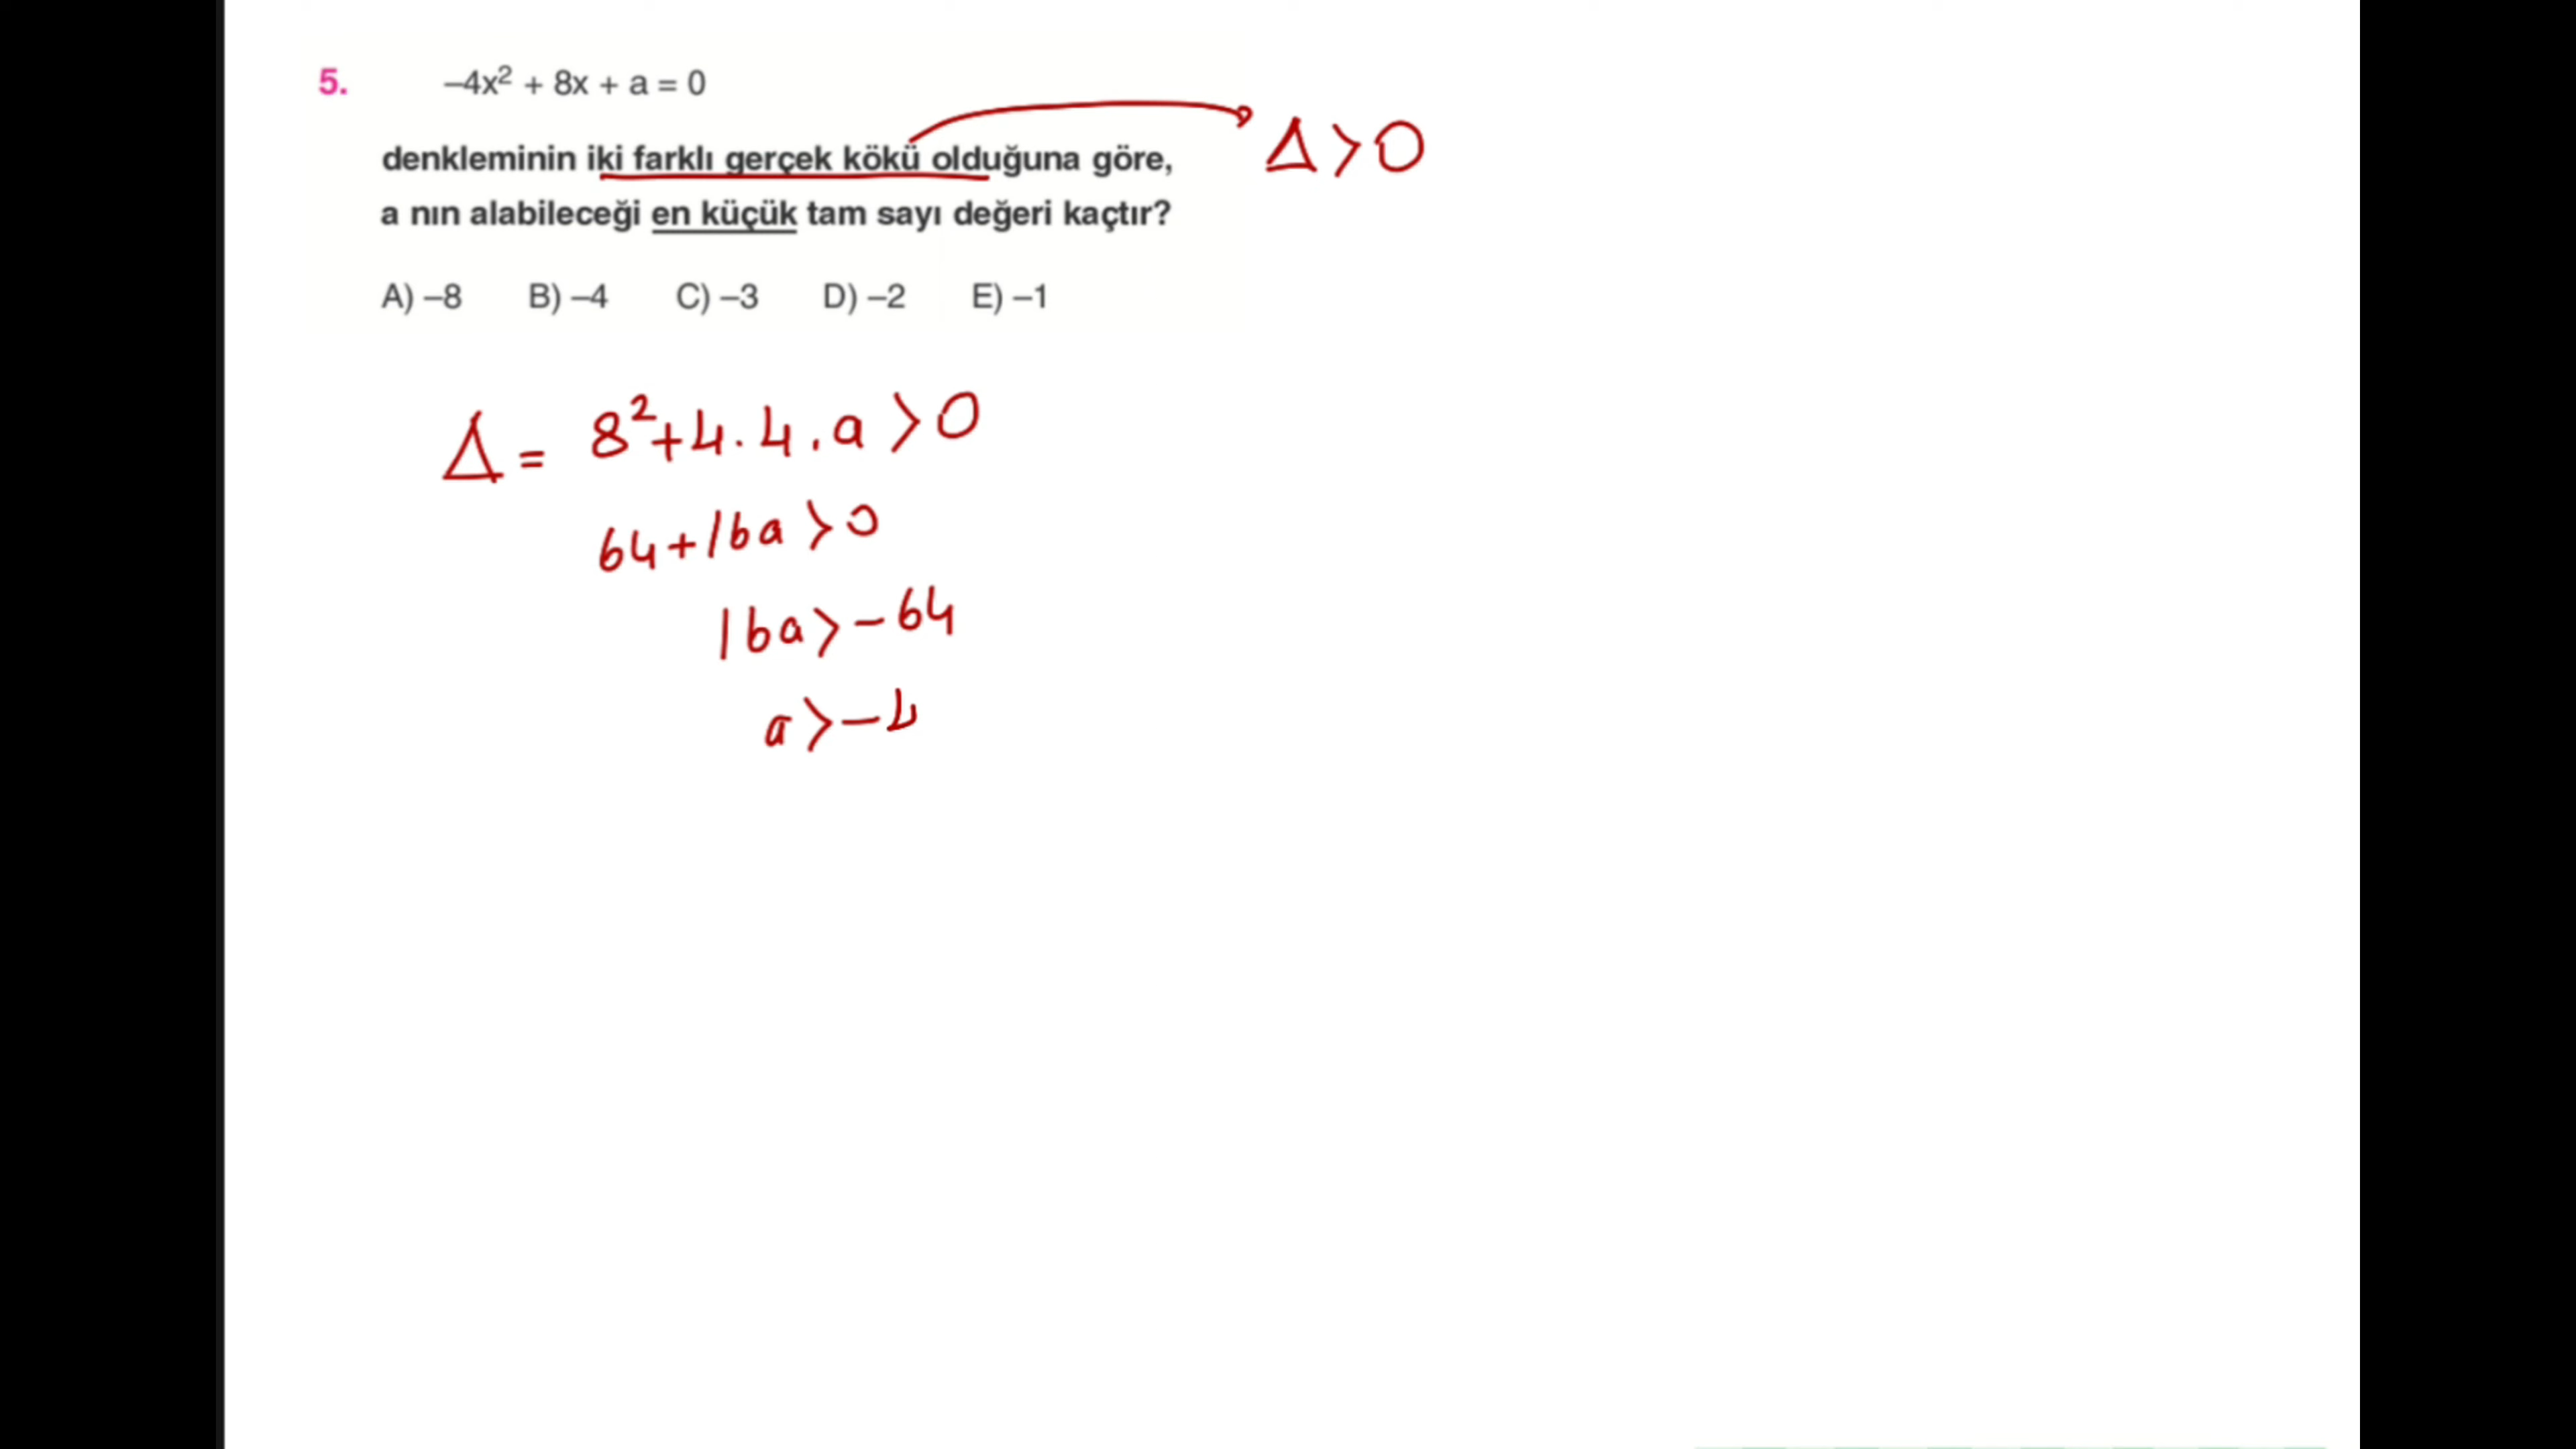 5. –4x² + 8x + a = 0
denkleminin iki farklı gerçek kökü olduğuna göre,
Δ > 0
a nın alabileceği en küçük tam sayı değeri kaçtır?
A) –8 B) –4 C) –3 D) –2 E) –1
Δ = 8² + 4 . 4 . a > 0
64 + 16a > 0
16a > - 64
a > - 4